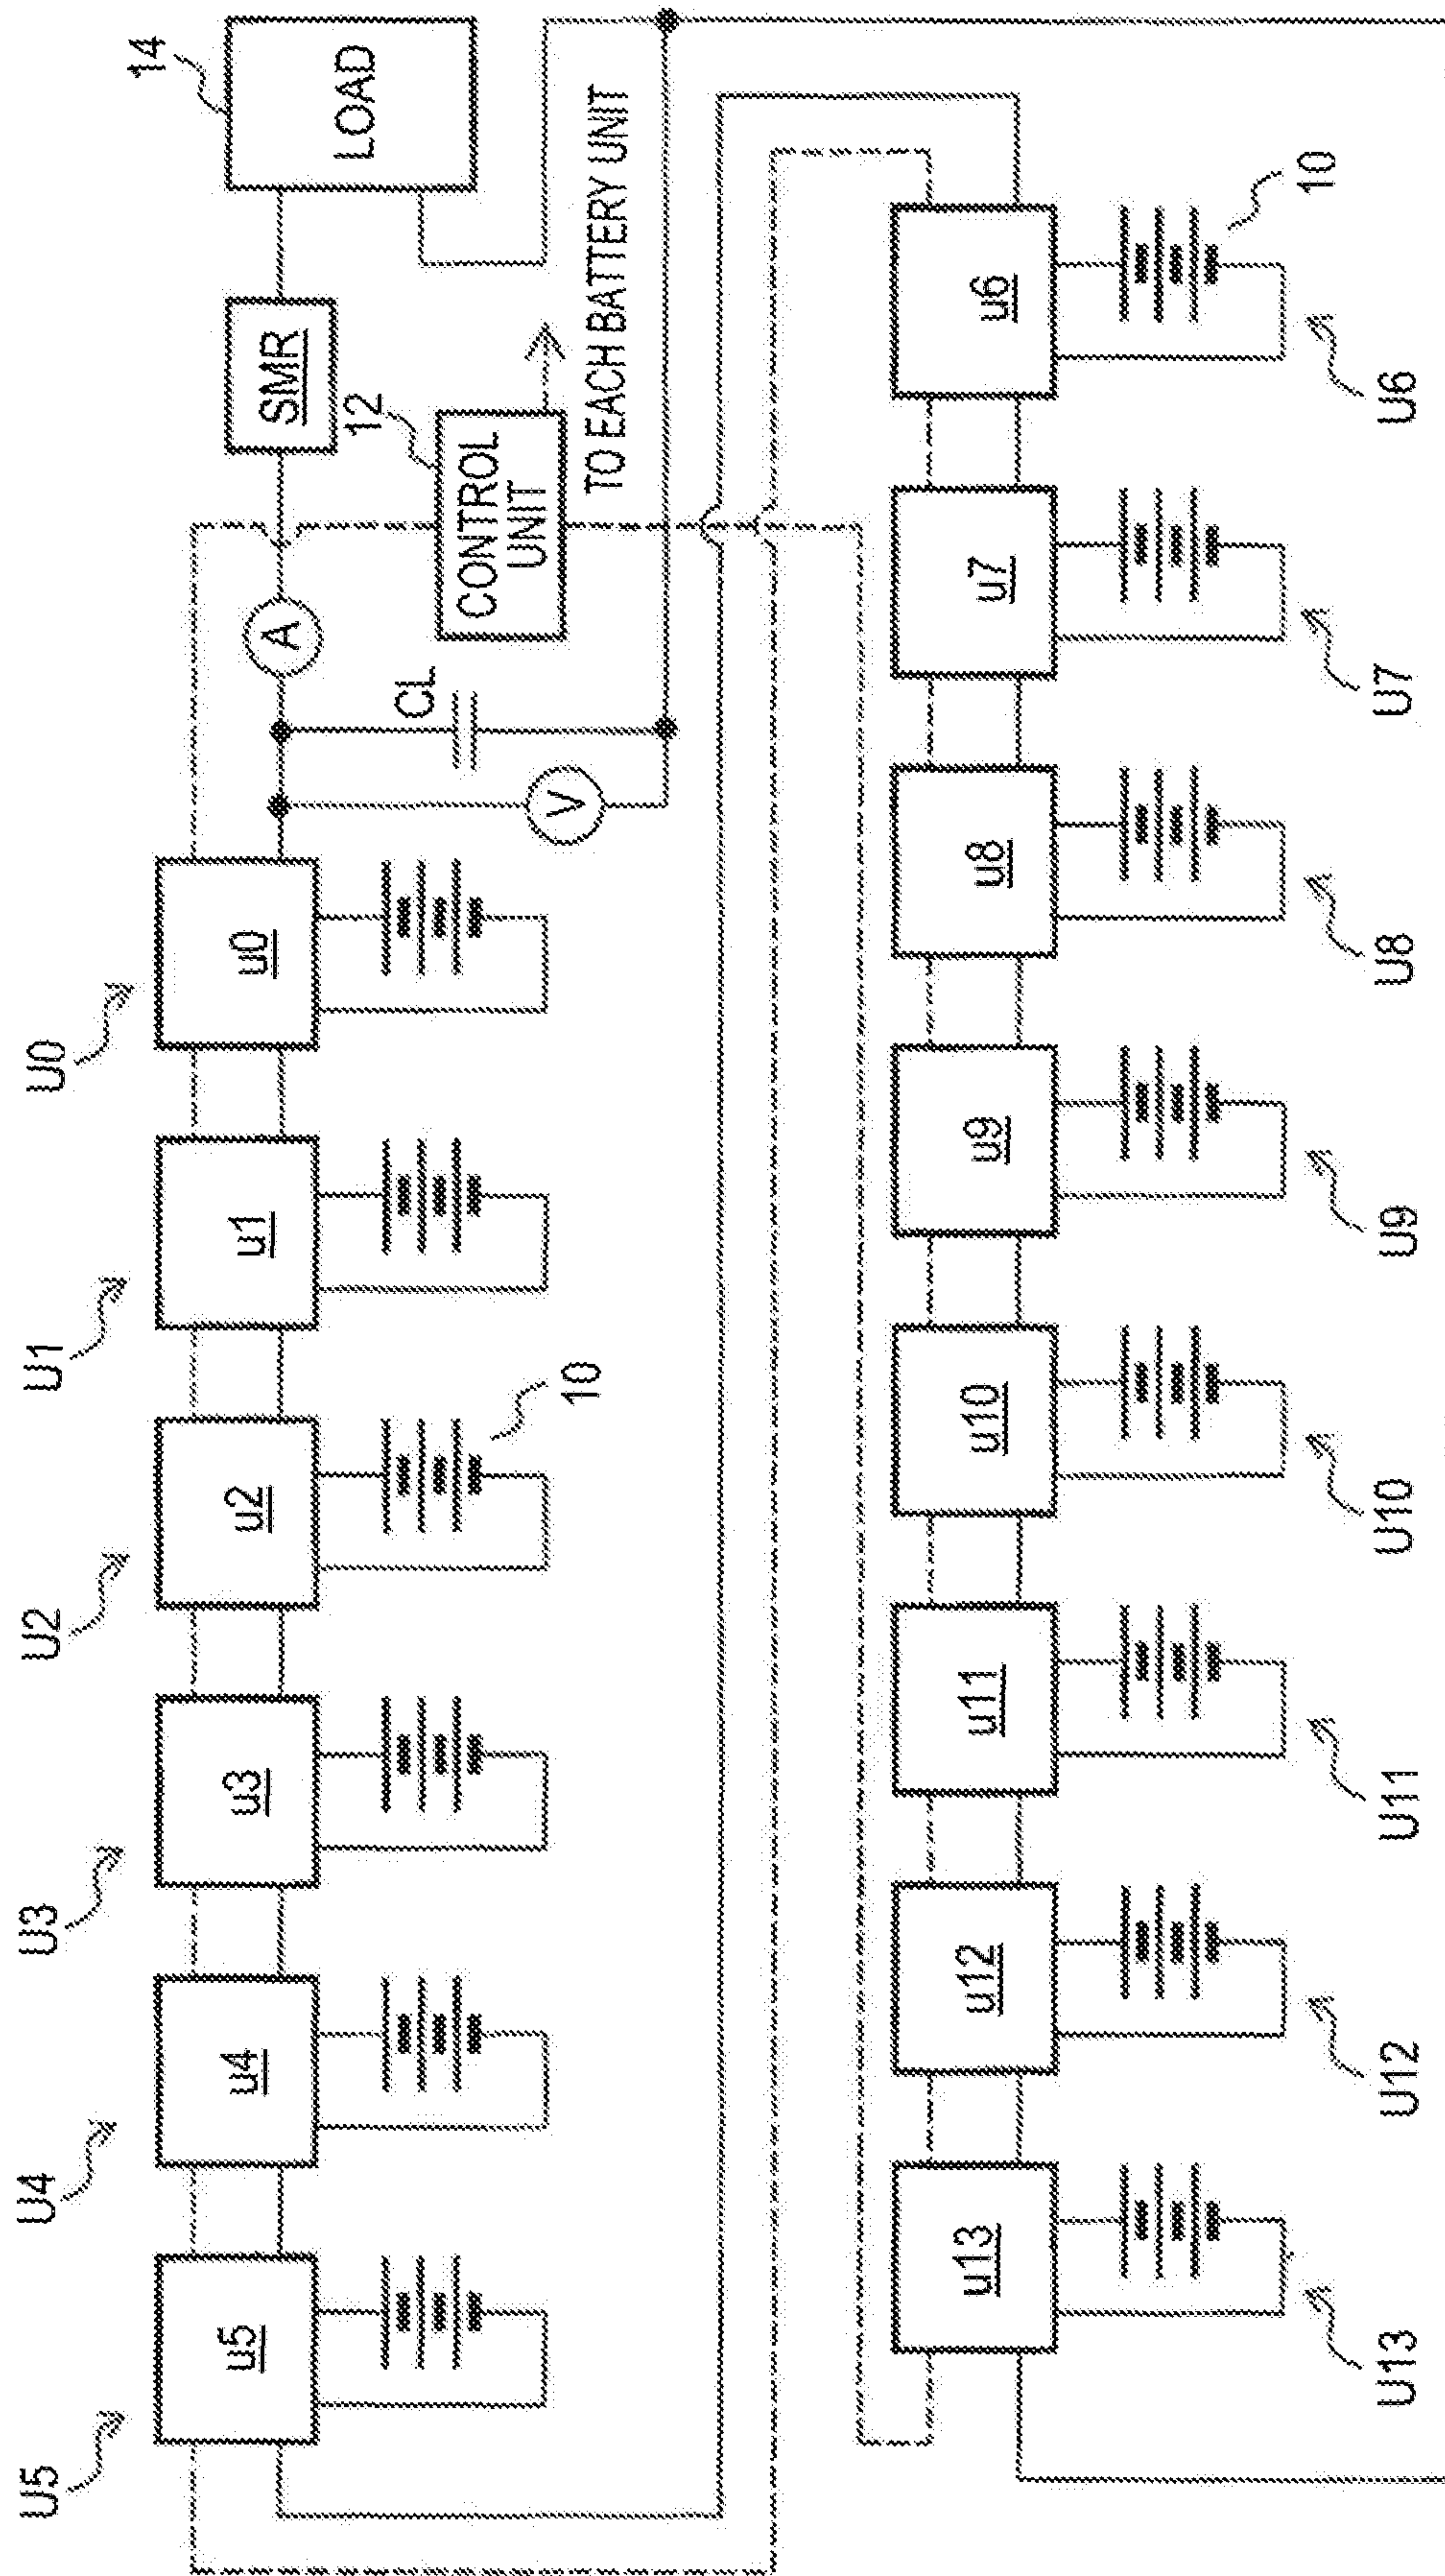 U5
U4
U3
U2
U1
U0
14
u5
u4
u3
u2
u1
u0
A
SMR
LOAD
12
10
CL
V
CONTROL
UNIT
TO EACH BATTERY UNIT
u13
u12
u11
u10
u9
u8
u7
u6
10
U13
U12
U11
U10
U9
U8
U7
U6